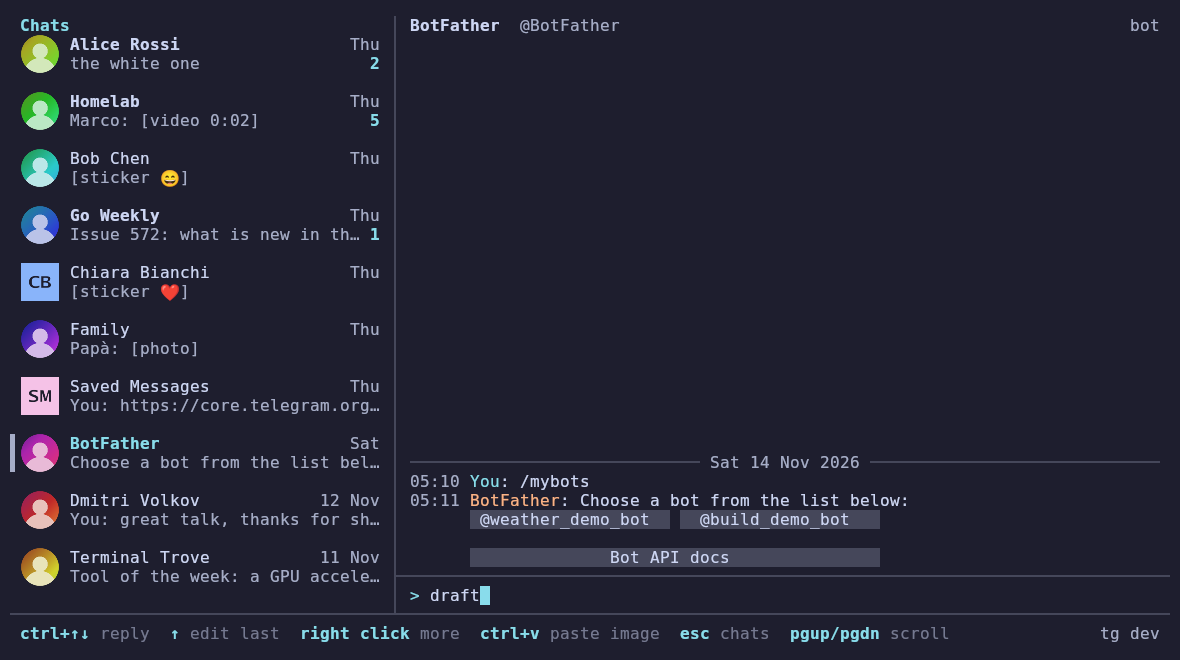 Chats
Alice Rossi Thu
the white one 2
Homelab Thu
Marco: [video 0:02] 5
Bob Chen Thu
[sticker 😄]
Go Weekly Thu
Issue 572: what is new in th… 1
CB
Chiara Bianchi Thu
[sticker ❤️]
Family Thu
Papà: [photo]
SM
Saved Messages Thu
You: https://core.telegram.org…
BotFather Sat
Choose a bot from the list bel…
Dmitri Volkov 12 Nov
You: great talk, thanks for sh…
Terminal Trove 11 Nov
Tool of the week: a GPU accele…
BotFather @BotFather bot
Sat 14 Nov 2026
05:10 You: /mybots
05:11 BotFather: Choose a bot from the list below:
@weather_demo_bot @build_demo_bot
Bot API docs
> draft
ctrl+↑↓ reply ↑ edit last right click more ctrl+v paste image esc chats pgup/pgdn scroll tg dev